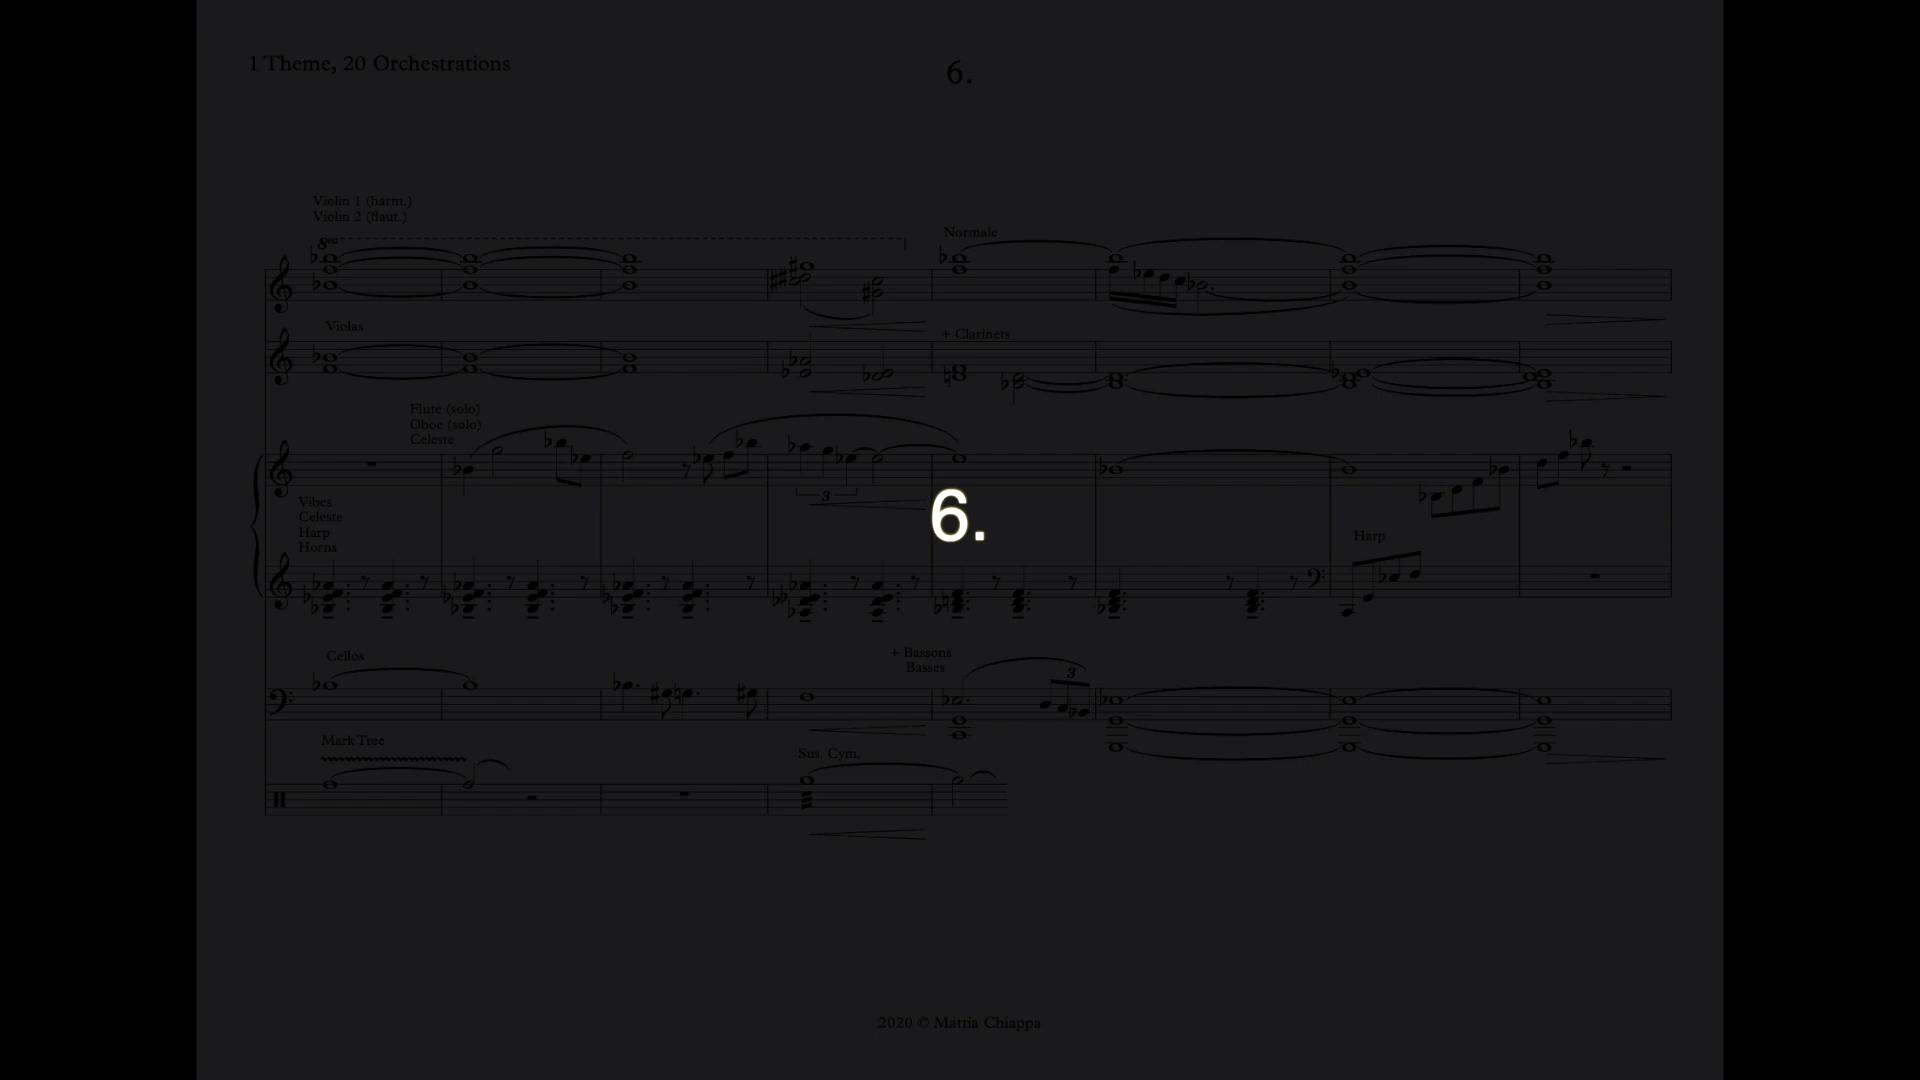 1 Theme, 20 Orchestrations
6.
Violin 1 (harm.)
Violin 2 (flaut.)
8va
Normale
Violas
+ Clarinets
Flute (solo)
Oboe (solo)
Celeste
3
6.
Vibes
Celeste
Harp
Horns
Harp
Cellos
+ Bassons
Basses
3
Mark Tree
Sus. Cym.
2020 © Mattia Chiappa